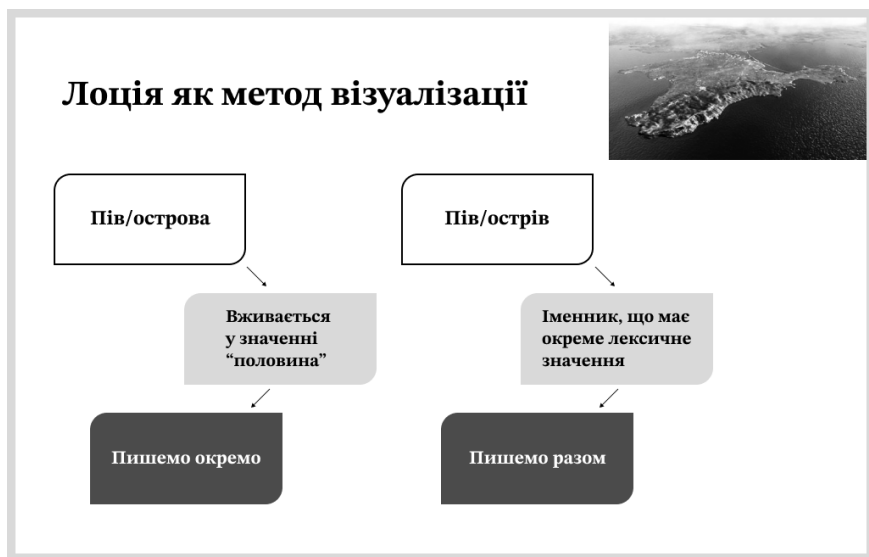 Лоція як метод візуалізації
Пів/острова
Пів/острів
Вживається
у значенні
“половина”
Іменник, що має
окреме лексичне
значення
Пишемо окремо
Пишемо разом